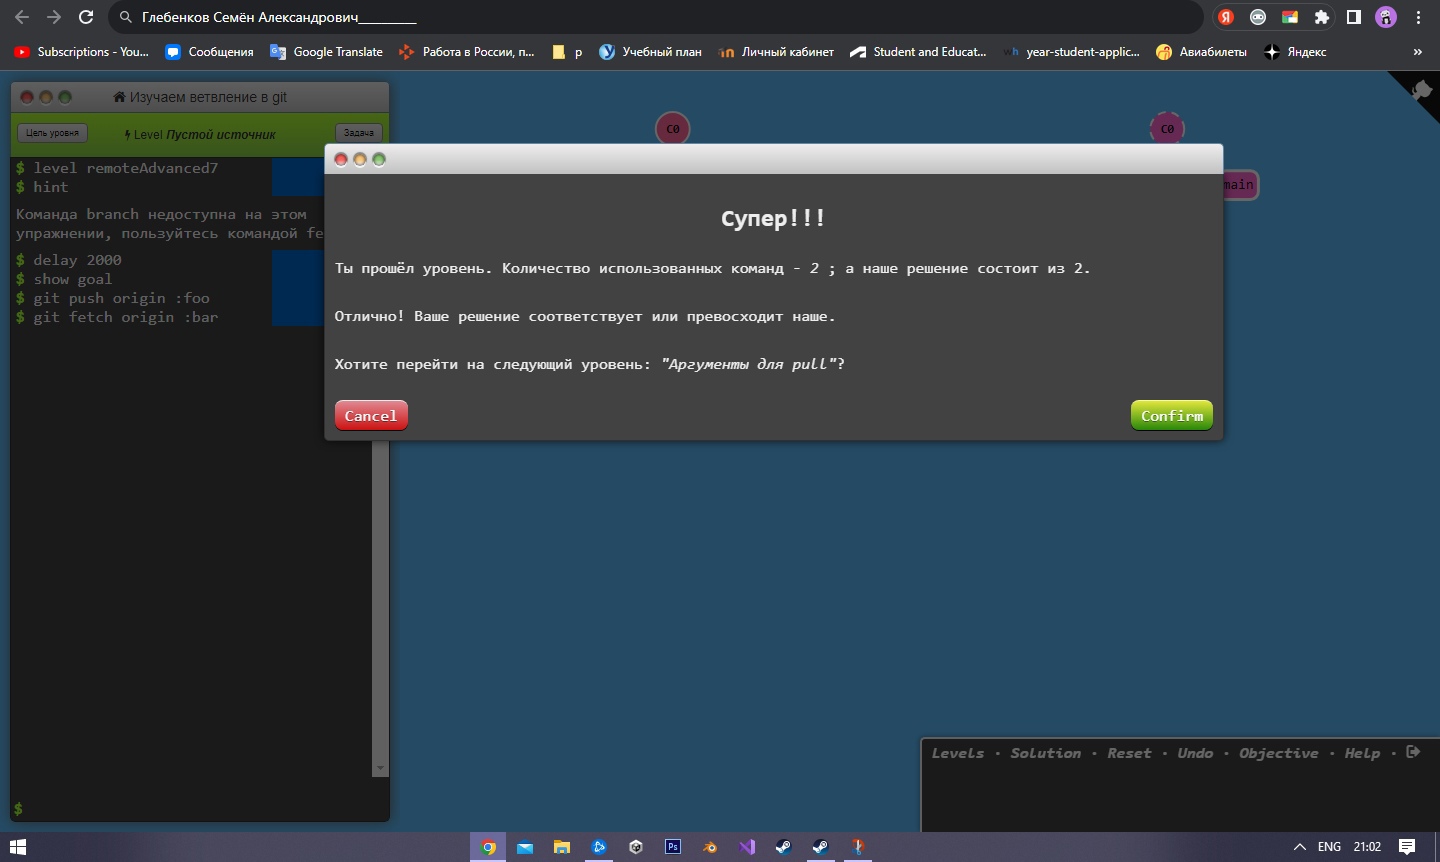 Глебенков Семён Александрович_________
Subscriptions - You...
Сообщения
Google Translate
Работа в России, п...
р
Учебный план
Личный кабинет
Student and Educat...
wh year-student-applic...
Авиабилеты
Яндекс
»
Изучаем ветвление в git
Цель уровня
Level Пустой источник
Задача
$ level remoteAdvanced7
$ hint
Команда branch недоступна на этом
упражнении, пользуйтесь командой fe
$ delay 2000
$ show goal
$ git push origin :foo
$ git fetch origin :bar
$
C0
C0
main
Супер!!!
Ты прошёл уровень. Количество использованных команд - 2 ; а наше решение состоит из 2.
Отлично! Ваше решение соответствует или превосходит наше.
Хотите перейти на следующий уровень: "Аргументы для pull"?
Cancel
Confirm
Levels · Solution · Reset · Undo · Objective · Help ·
Ps
ENG 21:02